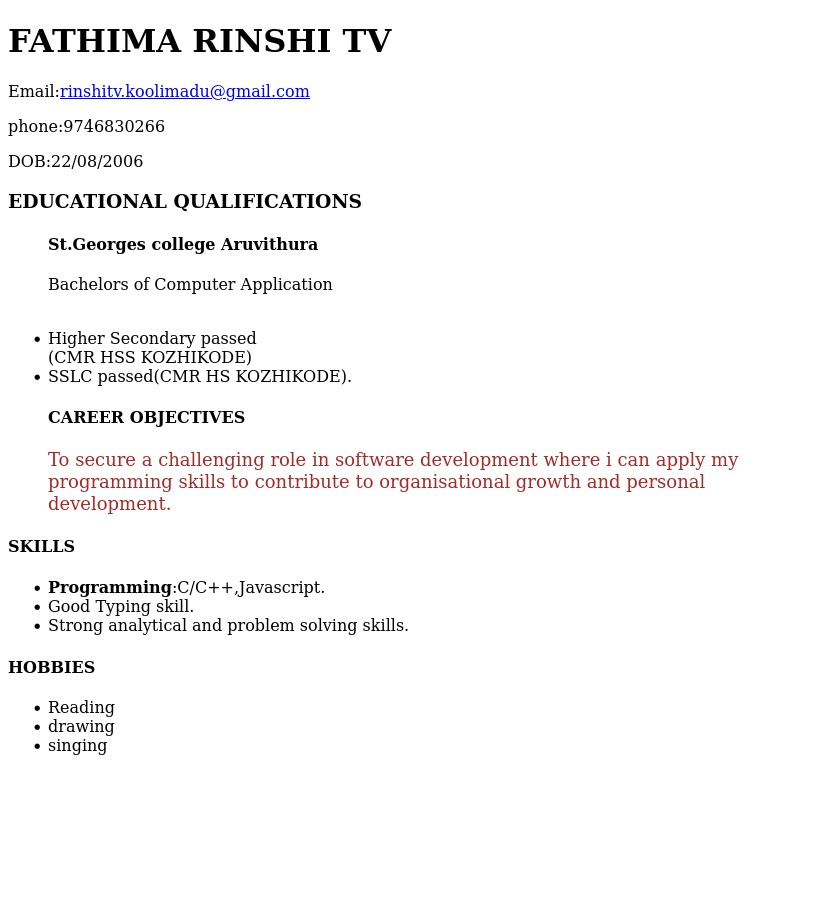 FATHIMA RINSHI TV
Email:rinshitv.koolimadu@gmail.com
phone:9746830266
DOB:22/08/2006
EDUCATIONAL QUALIFICATIONS
St.Georges college Aruvithura
Bachelors of Computer Application
• Higher Secondary passed
(CMR HSS KOZHIKODE)
• SSLC passed(CMR HS KOZHIKODE).
CAREER OBJECTIVES
To secure a challenging role in software development where i can apply my
programming skills to contribute to organisational growth and personal
development.
SKILLS
• Programming:C/C++,Javascript.
• Good Typing skill.
• Strong analytical and problem solving skills.
HOBBIES
• Reading
• drawing
• singing